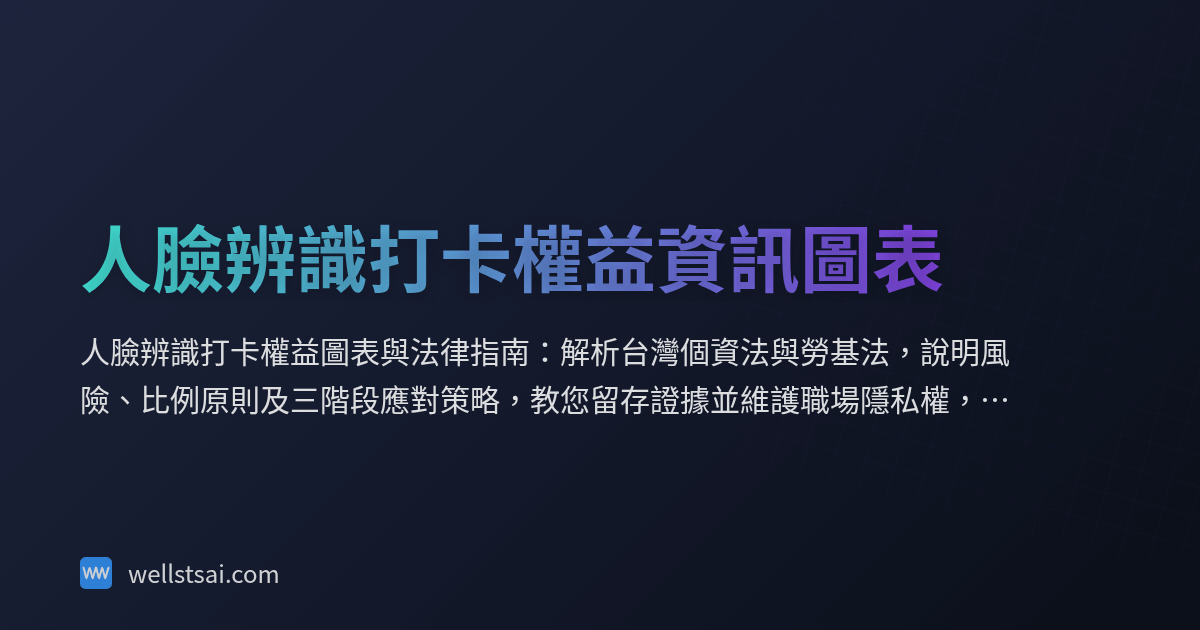 人臉辨識打卡權益資訊圖表
人臉辨識打卡權益圖表與法律指南：解析台灣個資法與勞基法，說明風
險、比例原則及三階段應對策略，教您留存證據並維護職場隱私權，⋯
wellstsai.com